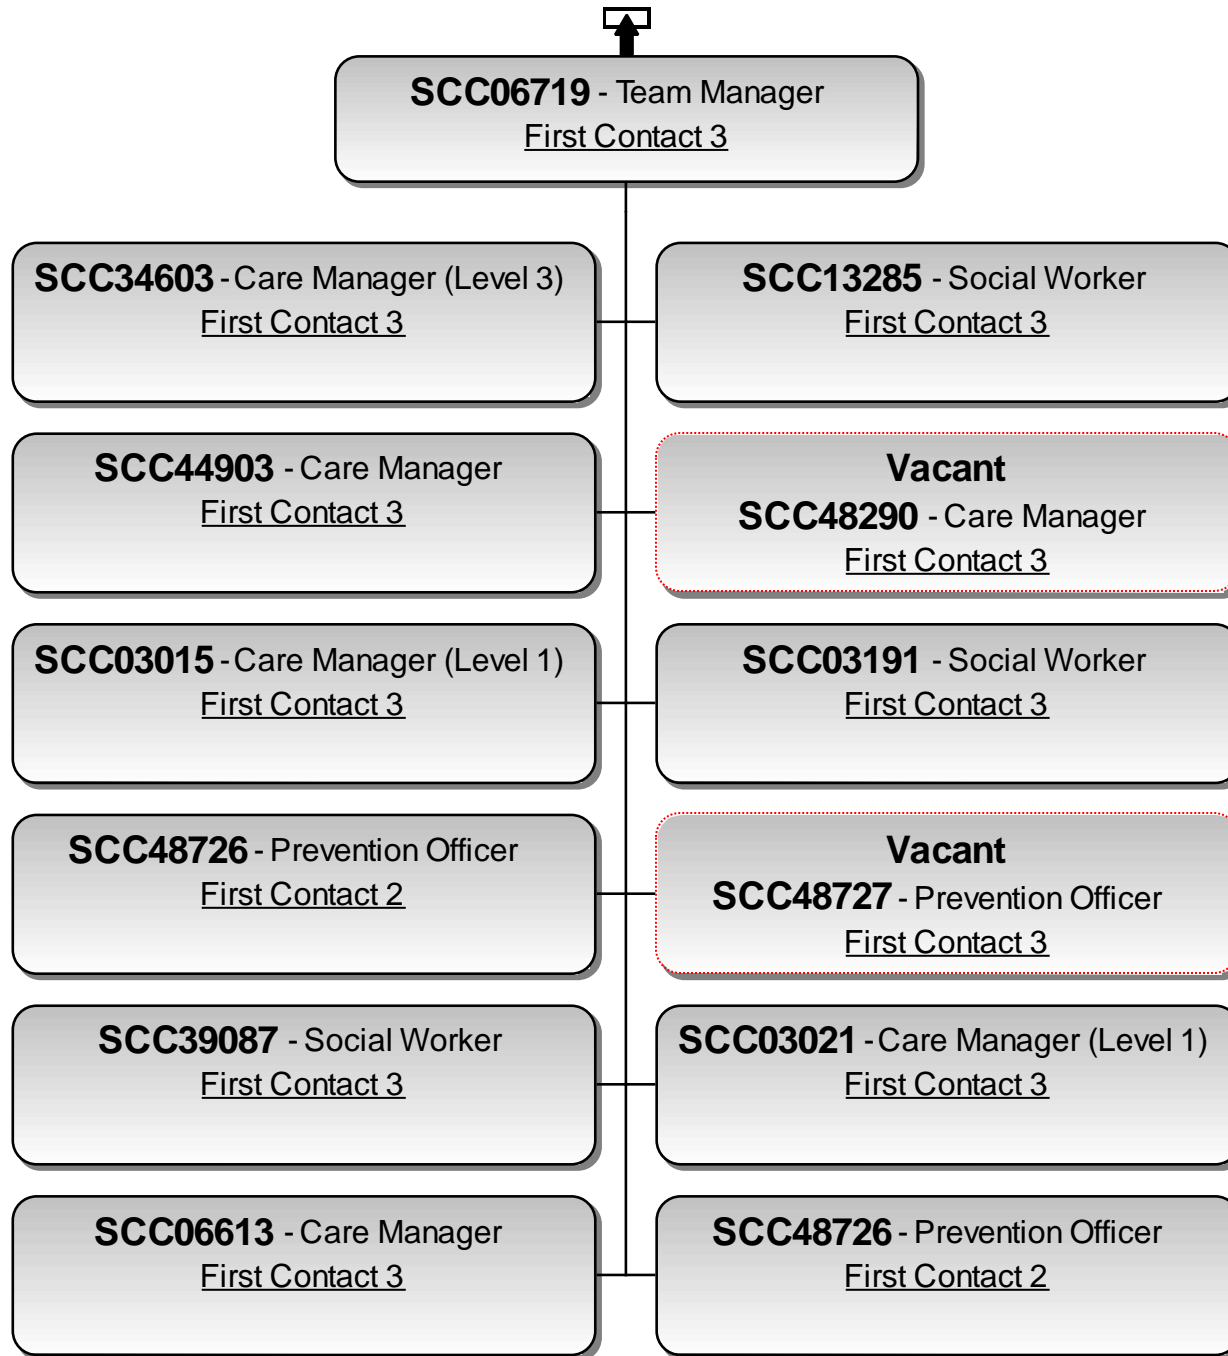 SCC06719 - Team Manager
First Contact 3
SCC34603 - Care Manager (Level 3)
First Contact 3
SCC13285 - Social Worker
First Contact 3
SCC44903 - Care Manager
First Contact 3
Vacant
SCC48290 - Care Manager
First Contact 3
SCC03015 - Care Manager (Level 1)
First Contact 3
SCC03191 - Social Worker
First Contact 3
SCC48726 - Prevention Officer
First Contact 2
Vacant
SCC48727 - Prevention Officer
First Contact 3
SCC39087 - Social Worker
First Contact 3
SCC03021 - Care Manager (Level 1)
First Contact 3
SCC06613 - Care Manager
First Contact 3
SCC48726 - Prevention Officer
First Contact 2